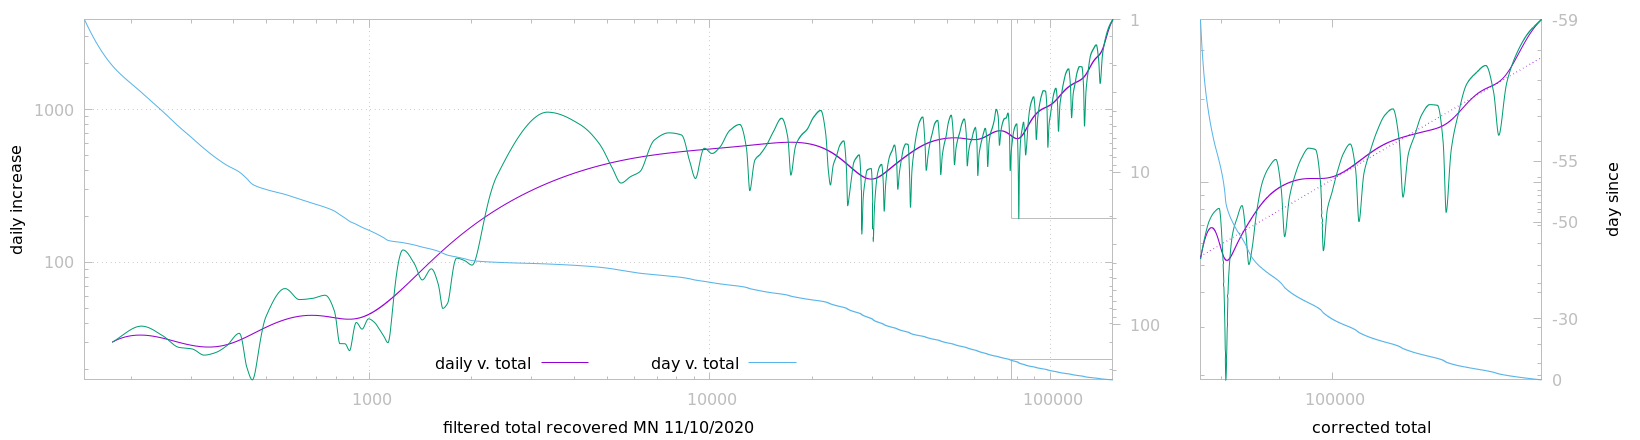 1 -59
1000
daily increase
10 -55
-50
day since
100
100 -30
daily v. total day v. total
0
1000 10000 100000 100000
filtered total recovered MN 11/10/2020 corrected total